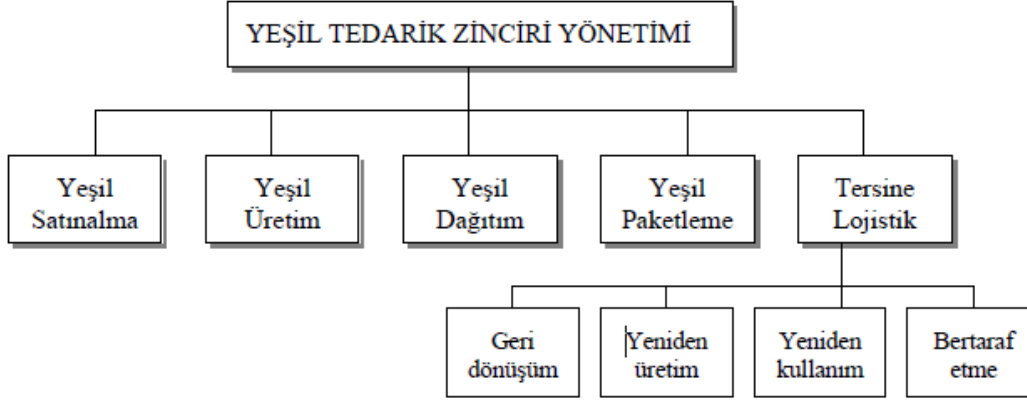 YEŞİL TEDARİK ZİNCİRİ YÖNETİMİ
Yeşil
Satınalma
Yeşil
Üretim
Yeşil
Dağıtım
Yeşil
Paketleme
Tersine
Lojistik
Geri
dönüşüm
Yeniden
üretim
Yeniden
kullanım
Bertaraf
etme